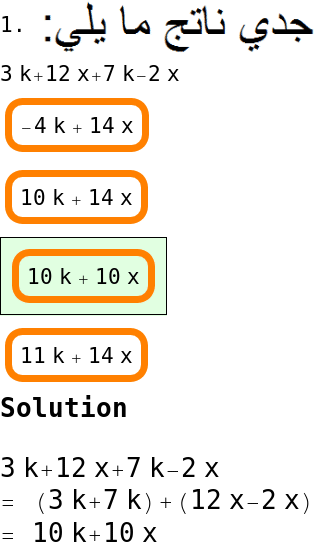 1. جدي ناتج ما يلي:
3 k+12 x+7 k-2 x
-4 k + 14 x
10 k + 14 x
10 k + 10 x
11 k + 14 x
Solution
3 k+12 x+7 k-2 x
= (3 k+7 k)+(12 x-2 x)
= 10 k+10 x